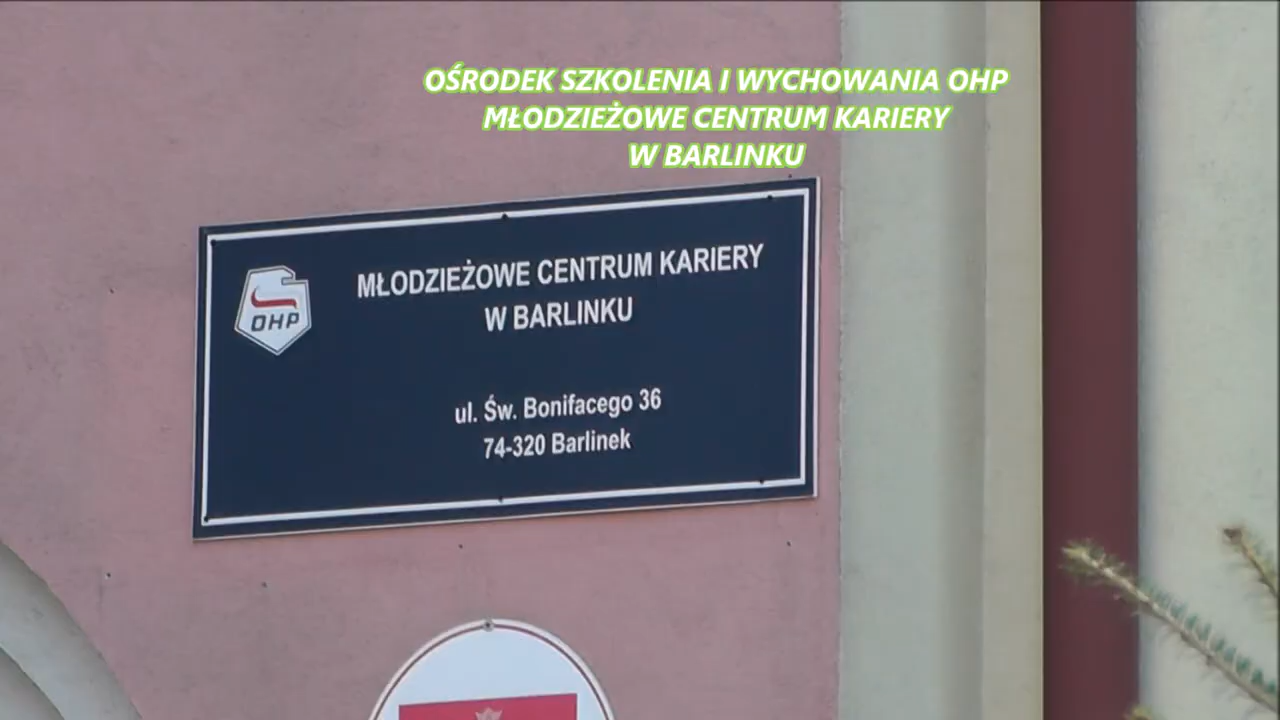 OŚRODEK SZKOLENIA I WYCHOWANIA OHP
MŁODZIEŻOWE CENTRUM KARIERY
W BARLINKU
MŁODZIEŻOWE CENTRUM KARIERY
W BARLINKU
OHP
ul. Św. Bonifacego 36
74-320 Barlinek